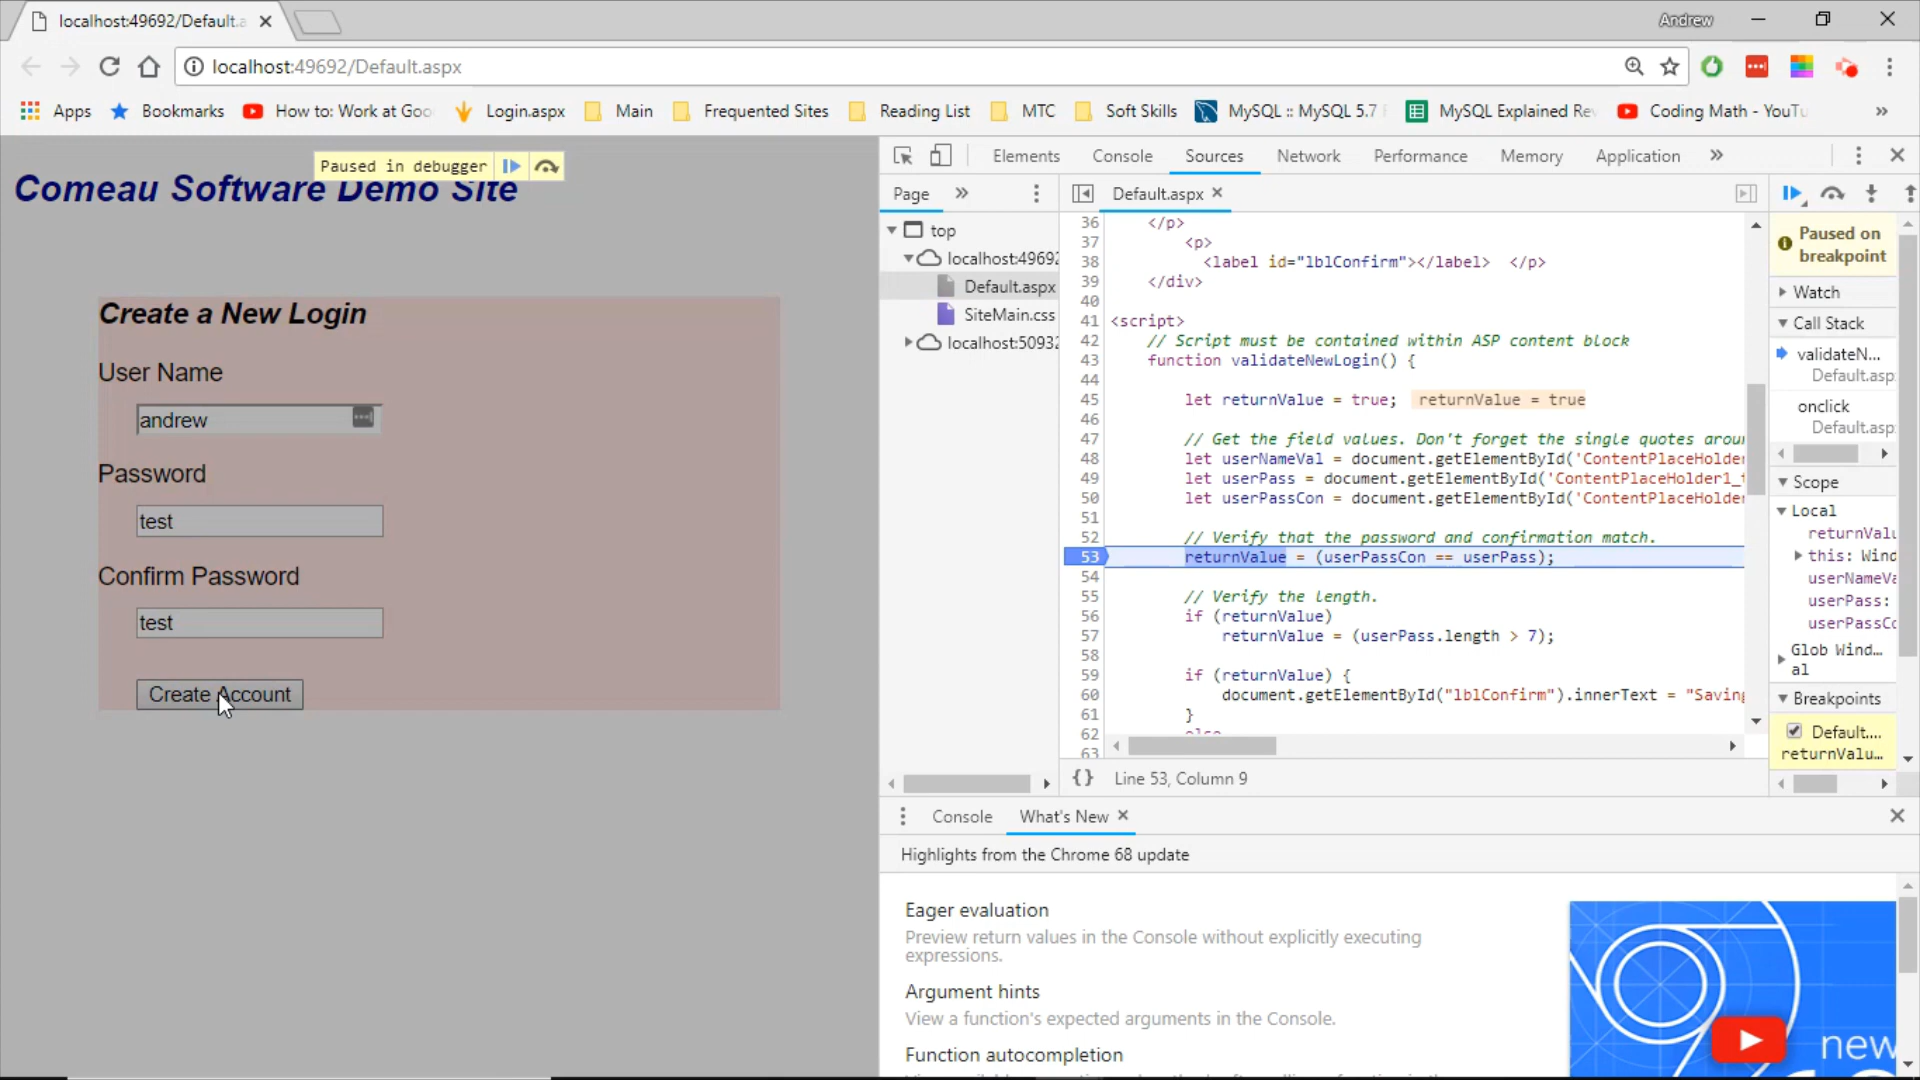 localhost:49692/Default.a
Andrew
localhost:49692/Default.aspx
Apps
Bookmarks
How to: Work at Goo
Login.aspx
Main
Frequented Sites
Reading List
MTC
Soft Skills
MySQL :: MySQL 5.7
MySQL Explained Re
Coding Math - YouTu
»
Paused in debugger
Comeau Software Demo Site
Create a New Login
User Name
andrew
Password
test
Confirm Password
test
Create Account
Elements
Console
Sources
Network
Performance
Memory
Application
»
Page
»
top
localhost:49692
Default.aspx
SiteMain.css
localhost:50932
Default.aspx
36 </p>
37 <p>
38 <label id="lblConfirm"></label> </p>
39 </div>
40
41 <script>
42 // Script must be contained within ASP content block
43 function validateNewLogin() {
44
45 let returnValue = true; returnValue = true
46
47 // Get the field values. Don't forget the single quotes arou
48 let userNameVal = document.getElementById('ContentPlaceHolder
49 let userPass = document.getElementById('ContentPlaceHolder1_t
50 let userPassCon = document.getElementById('ContentPlaceHolder
51
52 // Verify that the password and confirmation match.
53 returnValue = (userPassCon == userPass);
54
55 // Verify the length.
56 if (returnValue)
57 returnValue = (userPass.length > 7);
58
59 if (returnValue) {
60 document.getElementById("lblConfirm").innerText = "Saving
61 }
62 else
63
{} Line 53, Column 9
Paused on
breakpoint
Watch
Call Stack
validateN...
Default.asp
onclick
Default.asp
Scope
Local
returnValu
this: Wind
userNameVa
userPass:
userPassCo
Glob Wind...
al
Breakpoints
Default....
returnValu...
Console
What's New
Highlights from the Chrome 68 update
Eager evaluation
Preview return values in the Console without explicitly executing
expressions.
Argument hints
View a function's expected arguments in the Console.
Function autocompletion
new